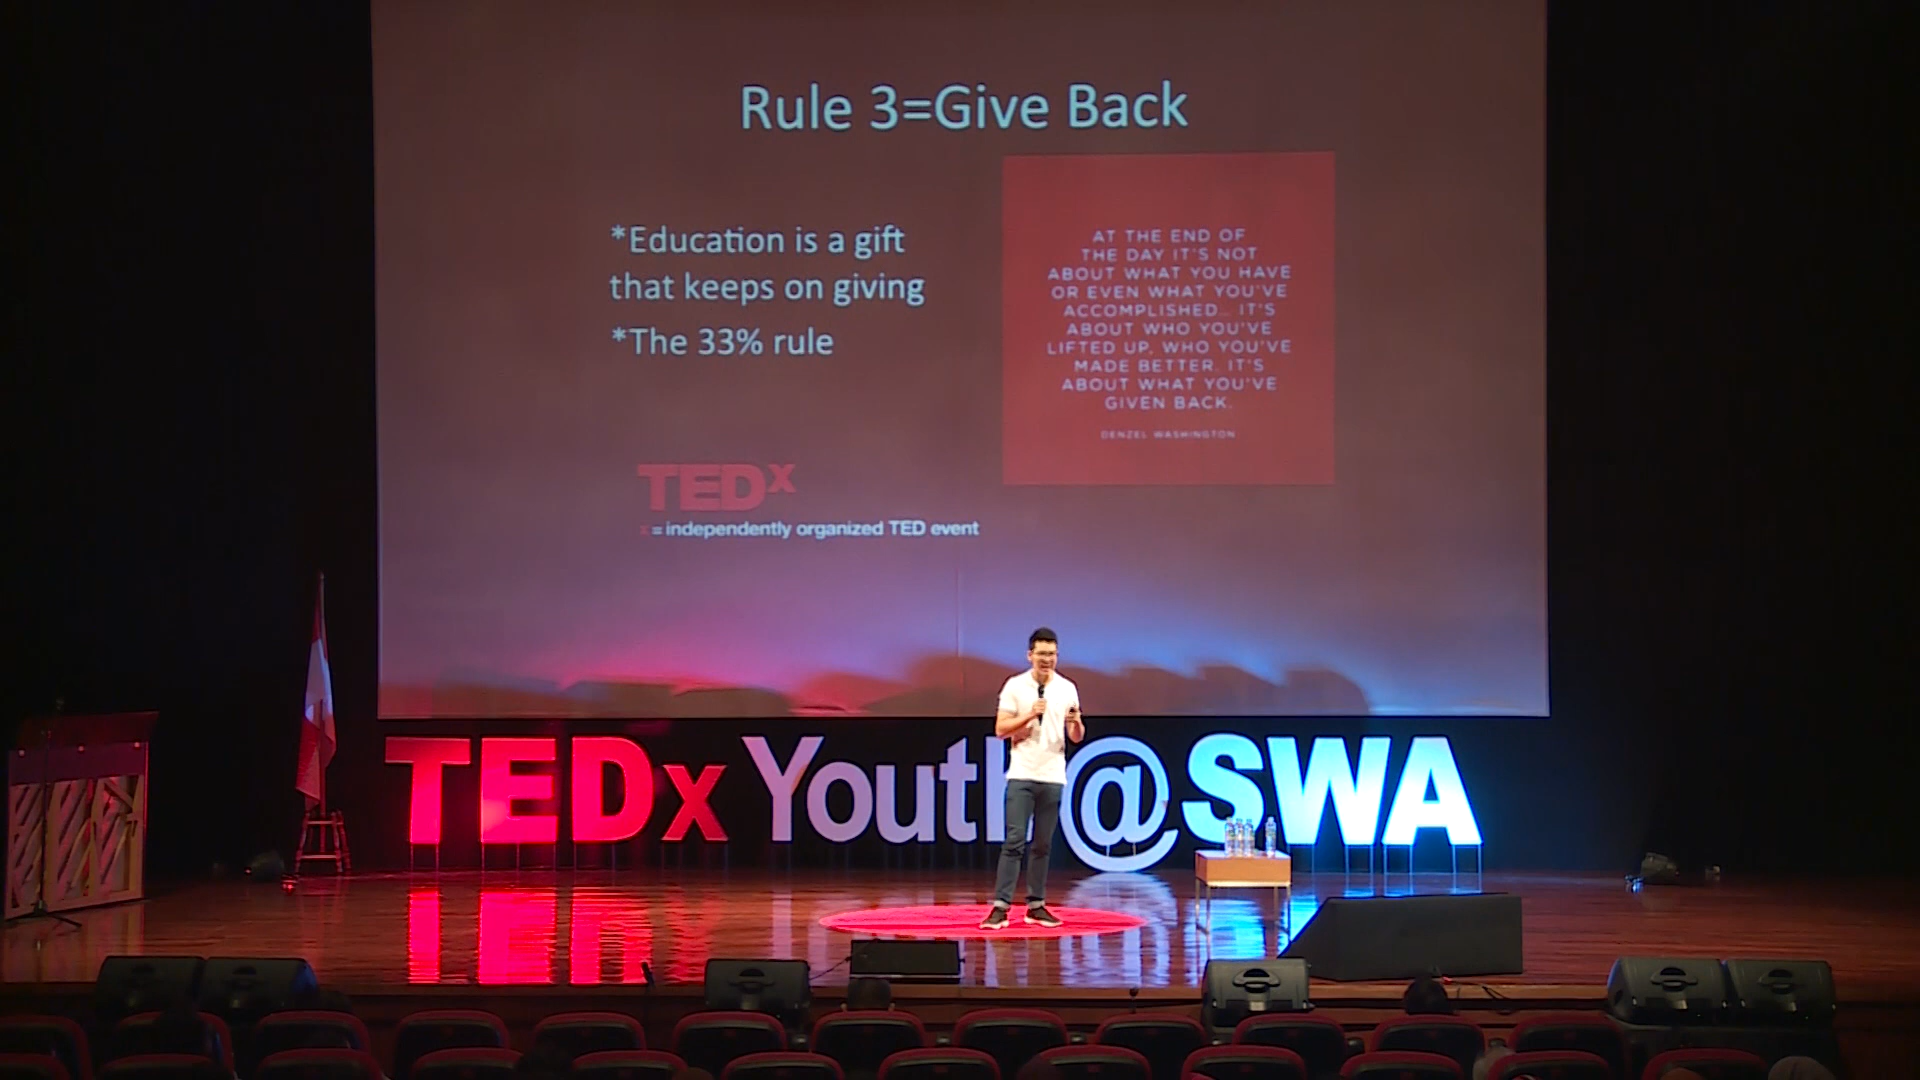 Rule 3=Give Back
*Education is a gift
that keeps on giving
*The 33% rule
AT THE END OF
THE DAY IT'S NOT
ABOUT WHAT YOU HAVE
OR EVEN WHAT YOU'VE
ACCOMPLISHED... IT'S
ABOUT WHO YOU'VE
LIFTED UP, WHO YOU'VE
MADE BETTER. IT'S
ABOUT WHAT YOU'VE
GIVEN BACK.
DENZEL WASHINGTON
TEDx
x = independently organized TED event
TEDxYouth@SWA